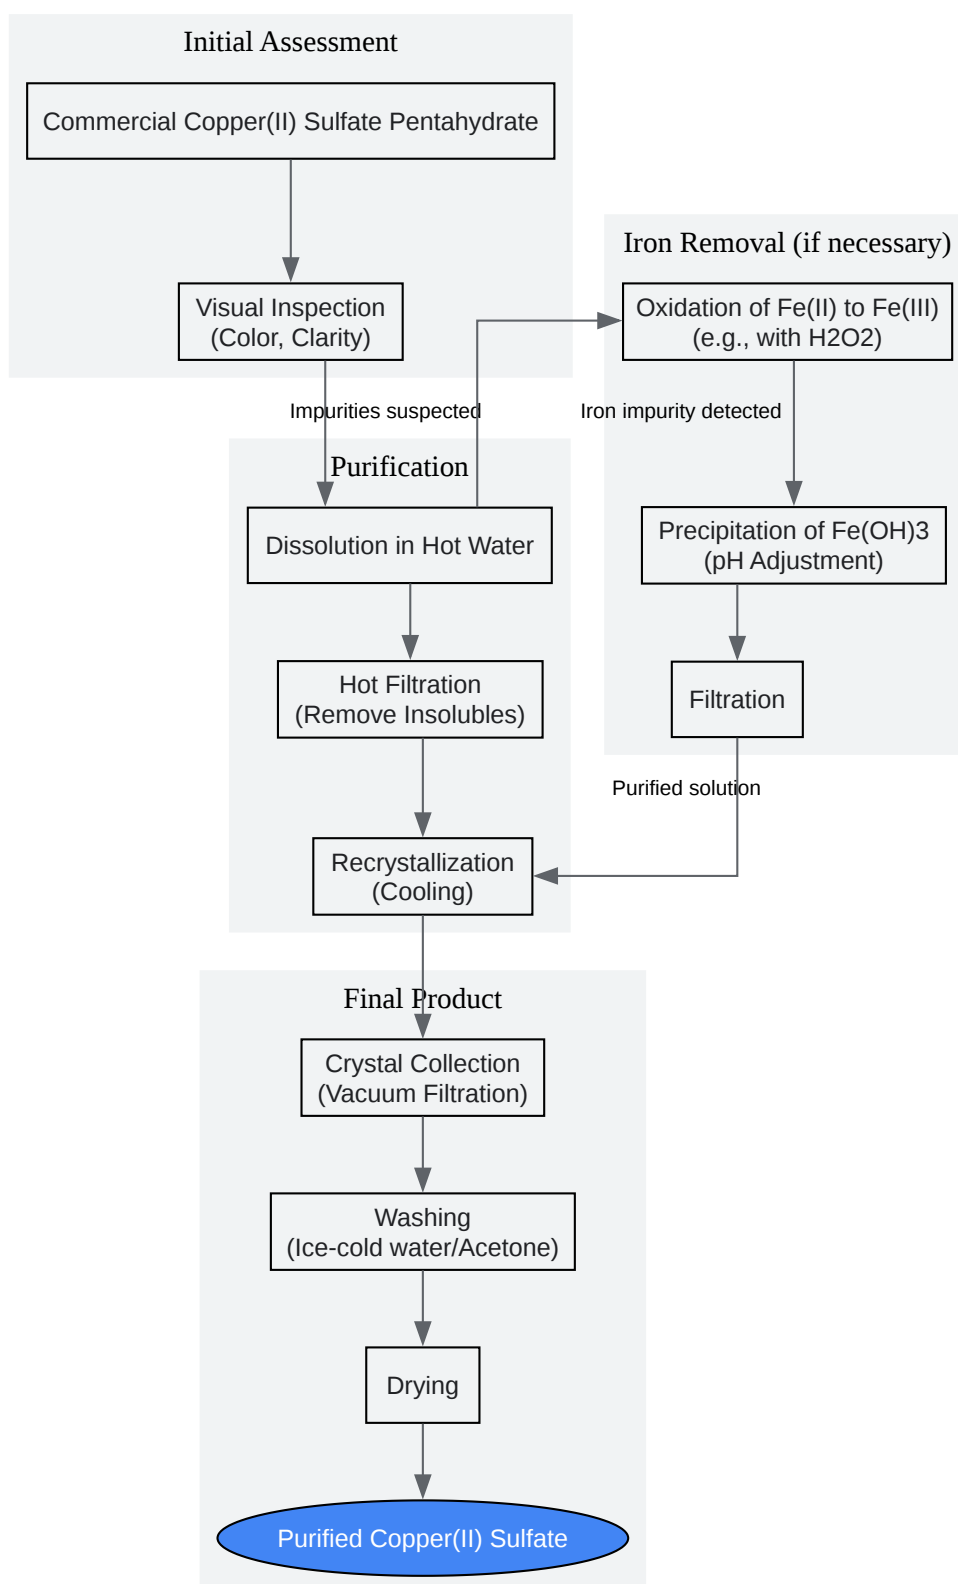 Initial Assessment
Commercial Copper(II) Sulfate Pentahydrate
Visual Inspection
(Color, Clarity)
Impurities suspected
Iron Removal (if necessary)
Oxidation of Fe(II) to Fe(III)
(e.g., with H2O2)
Iron impurity detected
Precipitation of Fe(OH)3
(pH Adjustment)
Filtration
Purified solution
Purification
Dissolution in Hot Water
Hot Filtration
(Remove Insolubles)
Recrystallization
(Cooling)
Final Product
Crystal Collection
(Vacuum Filtration)
Washing
(Ice-cold water/Acetone)
Drying
Purified Copper(II) Sulfate